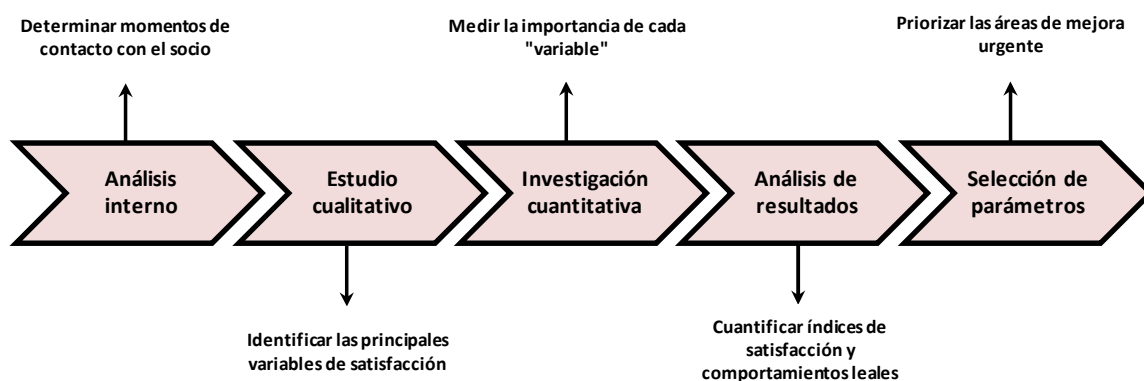 Determinar momentos de
contacto con el socio
Medir la importancia de cada
"variable"
Priorizar las áreas de mejora
urgente
Análisis
interno
Estudio
cualitativo
Investigación
cuantitativa
Análisis de
resultados
Selección de
parámetros
Identificar las principales
variables de satisfacción
Cuantificar índices de
satisfacción y
comportamientos leales